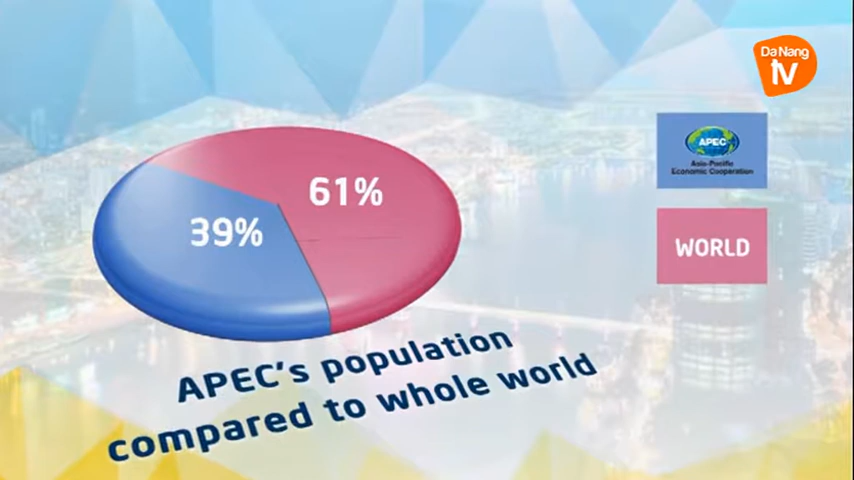 Da Nang
tv
APEC
Asia-Pacific
Economic Cooperation
61%
39%
WORLD
APEC's population
compared to whole world